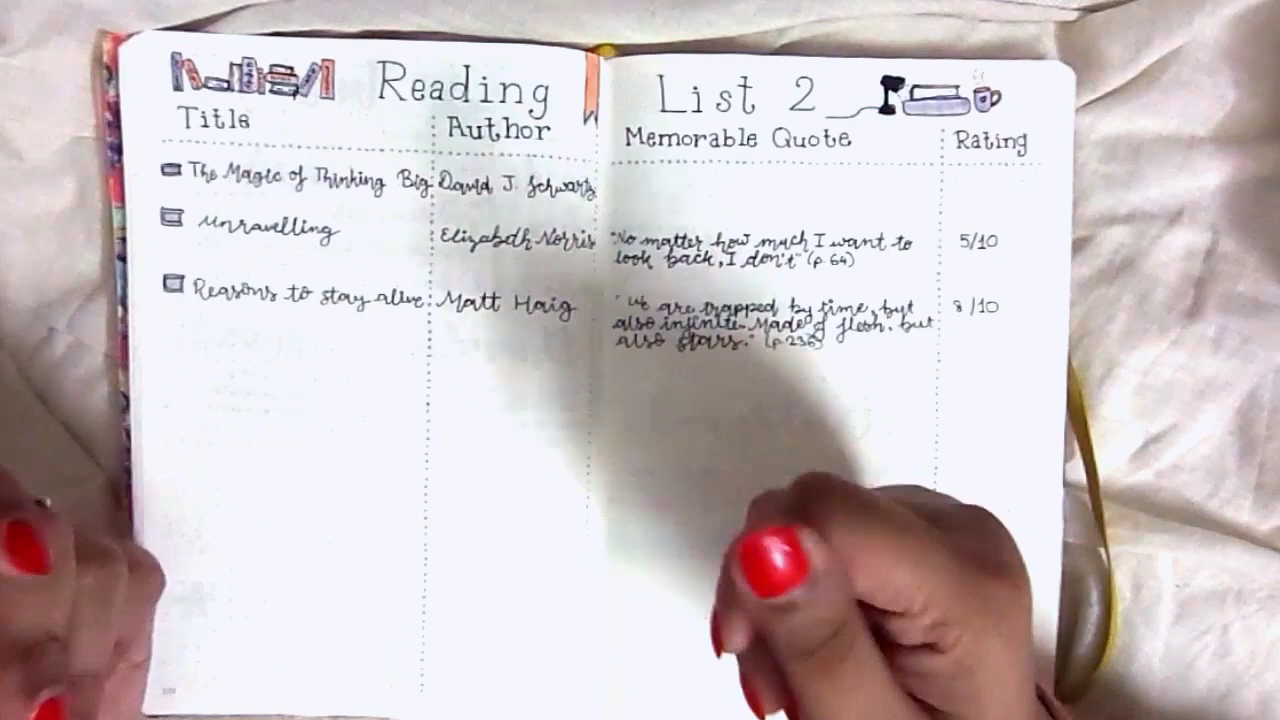 Reading List 2
Title Author Memorable Quote Rating
The Magic of Thinking Big David J. Schwartz
Unravelling Elizabeth Norris "No matter how much I want to 5/10
look back, I don't" (p. 64)
Reasons to stay alive Matt Haig "We are trapped by time, but 8/10
also infinite. Made of flesh, but
also stars." (p. 236)